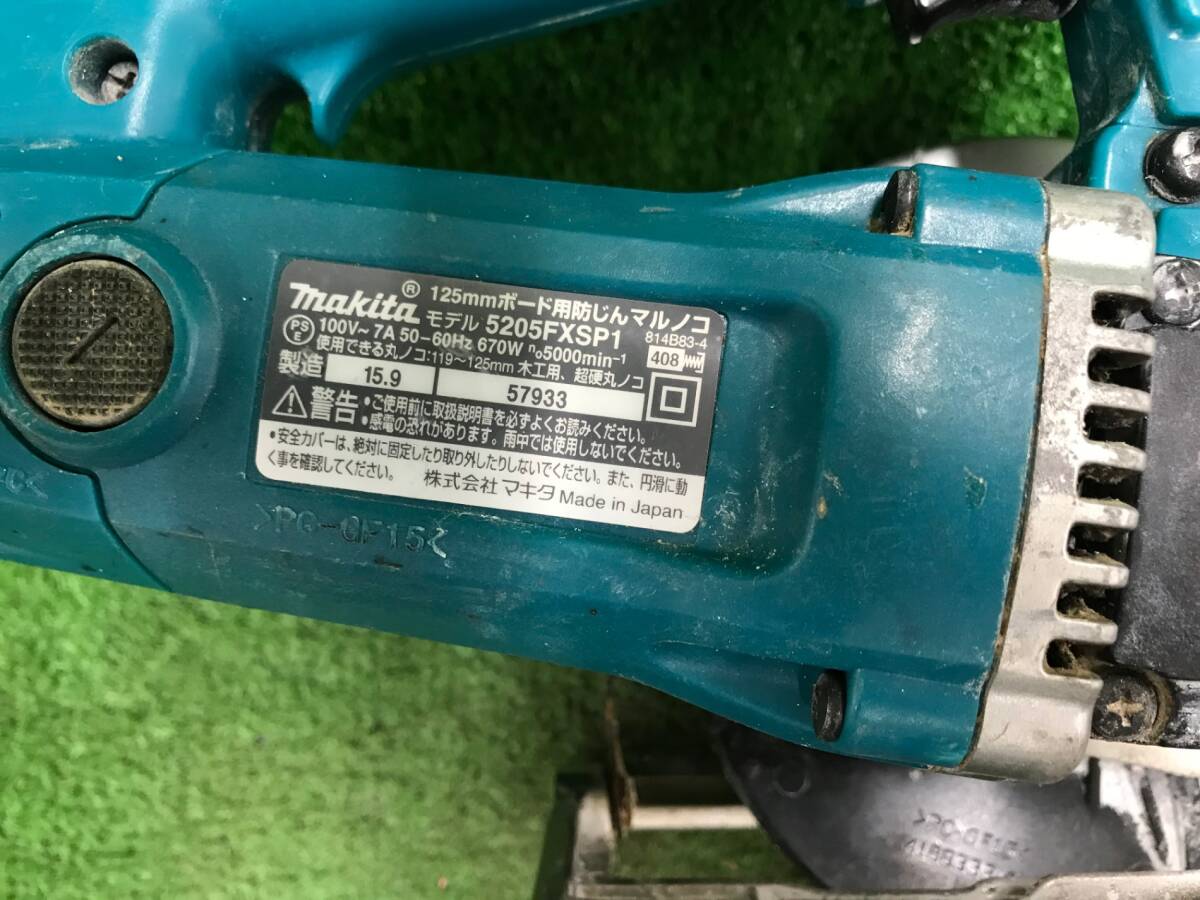 makita® 125mmボード用防じんマルノコ
モデル 5205FXSP1 814B83-4
PSE 100V~ 7A 50-60Hz 670W n₀5000min⁻¹ 408
使用できる丸ノコ:119~125mm 木工用、超硬丸ノコ
製造 15.9 57933
警告 •ご使用前に取扱説明書を必ずよくお読みください。
•感電の恐れがあります。雨中では使用しないでください。
•安全カバーは、絶対に固定したり取り外したりしないでください。また、円滑に動
く事を確認してください。 株式会社 マキタ Made in Japan
>PC-GF15<
>PC-GF15<